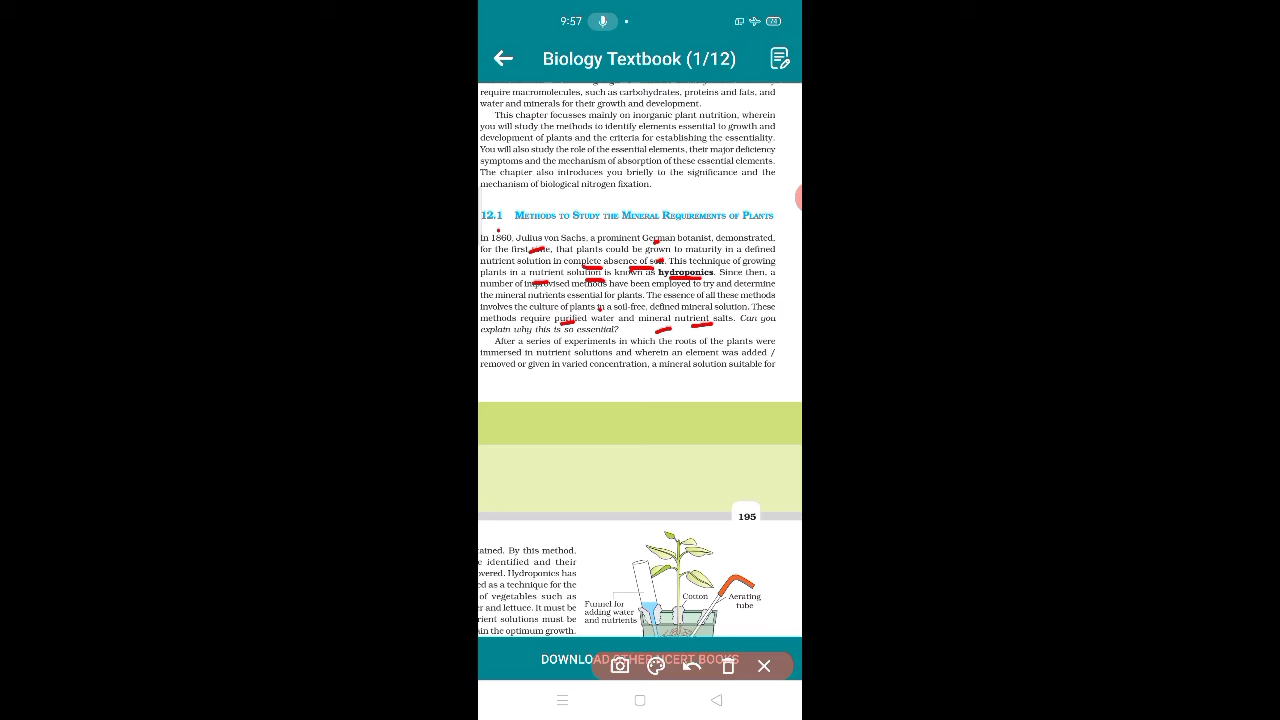 9:57
74
Biology Textbook (1/12)
require macromolecules, such as carbohydrates, proteins and fats, and
water and minerals for their growth and development.
This chapter focusses mainly on inorganic plant nutrition, wherein
you will study the methods to identify elements essential to growth and
development of plants and the criteria for establishing the essentiality.
You will also study the role of the essential elements, their major deficiency
symptoms and the mechanism of absorption of these essential elements.
The chapter also introduces you briefly to the significance and the
mechanism of biological nitrogen fixation.
12.1 METHODS TO STUDY THE MINERAL REQUIREMENTS OF PLANTS
In 1860, Julius von Sachs, a prominent German botanist, demonstrated,
for the first time, that plants could be grown to maturity in a defined
nutrient solution in complete absence of soil. This technique of growing
plants in a nutrient solution is known as hydroponics. Since then, a
number of improvised methods have been employed to try and determine
the mineral nutrients essential for plants. The essence of all these methods
involves the culture of plants in a soil-free, defined mineral solution. These
methods require purified water and mineral nutrient salts. Can you
explain why this is so essential?
After a series of experiments in which the roots of the plants were
immersed in nutrient solutions and wherein an element was added /
removed or given in varied concentration, a mineral solution suitable for
195
tained. By this method,
e identified and their
overed. Hydroponics has
ed as a technique for the
of vegetables such as
er and lettuce. It must be
rient solutions must be
ain the optimum growth.
Funnel for
adding water
and nutrients
Cotton
Aerating
tube
DOWNLOAD OTHER NCERT BOOKS